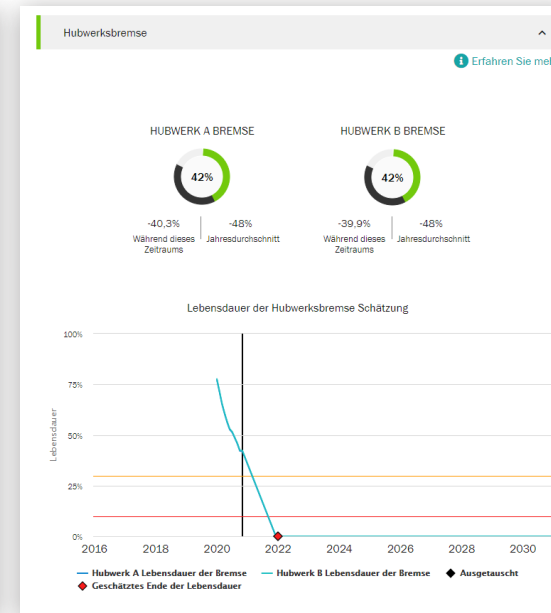 Hubwerksbremse
i Erfahren Sie mehr
HUBWERK A BREMSE HUBWERK B BREMSE
42% 42%
-40,3% -48% -39,9% -48%
Während dieses Jahresdurchschnitt Während dieses Jahresdurchschnitt
Zeitraums Zeitraums
Lebensdauer der Hubwerksbremse Schätzung
100%
75%
50%
25%
0%
Lebensdauer
2016 2018 2020 2022 2024 2026 2028 2030
Hubwerk A Lebensdauer der Bremse Hubwerk B Lebensdauer der Bremse Ausgetauscht
Geschätztes Ende der Lebensdauer